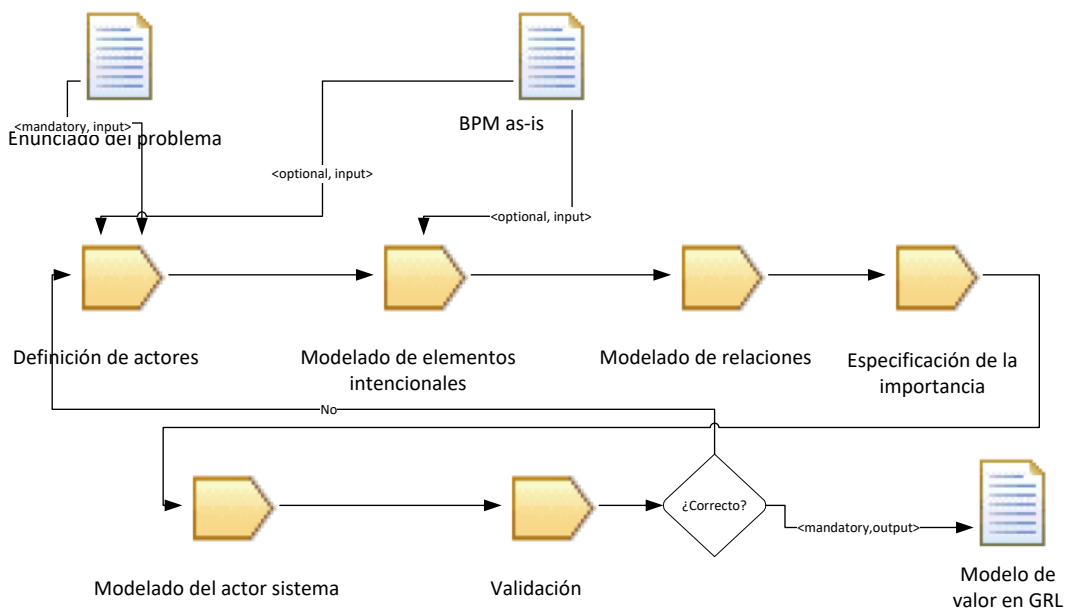 <mandatory, input>
Enunciado del problema
BPM as-is
<optional, input>
<optional, input>
Definición de actores
Modelado de elementos
intencionales
Modelado de relaciones
Especificación de la
importancia
No
¿Correcto?
<mandatory,output>
Modelado del actor sistema
Validación
Modelo de
valor en GRL